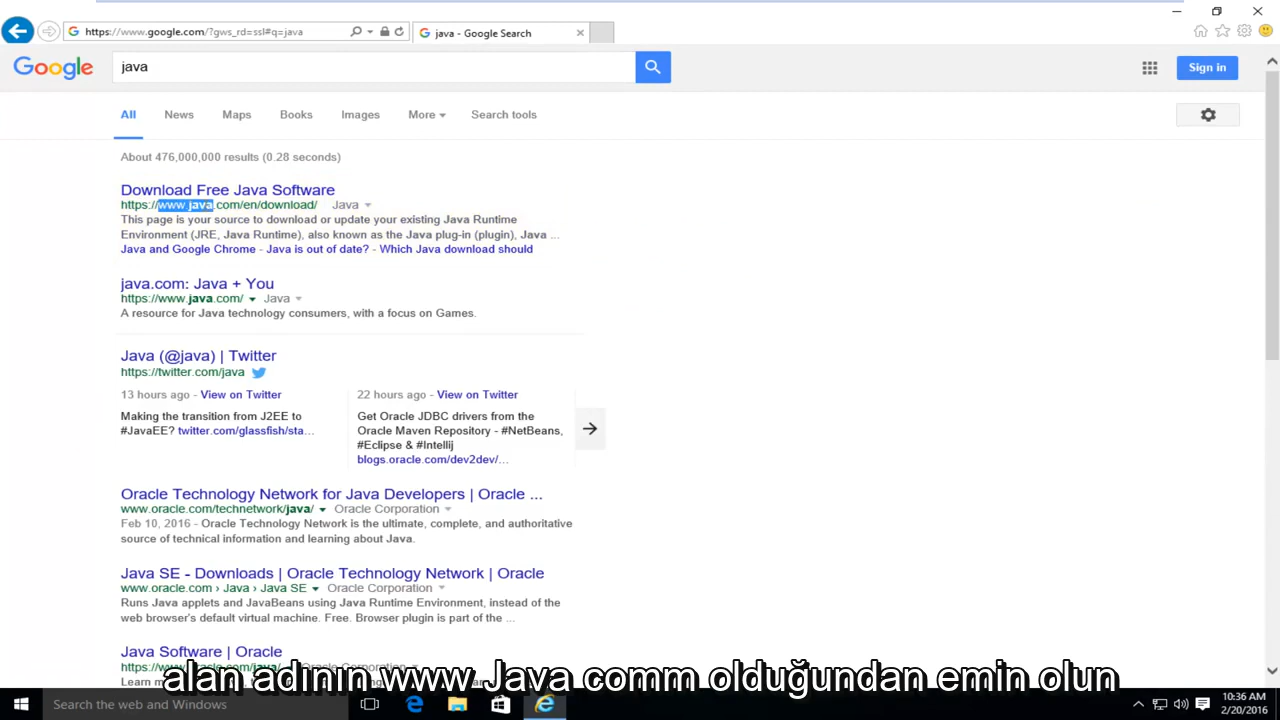 https://www.google.com/?gws_rd=ssl#q=java
java - Google Search
Google
java
Sign in
All News Maps Books Images More Search tools
About 476,000,000 results (0.28 seconds)
Download Free Java Software
https://www.java.com/en/download/ Java
This page is your source to download or update your existing Java Runtime
Environment (JRE, Java Runtime), also known as the Java plug-in (plugin), Java ...
Java and Google Chrome - Java is out of date? - Which Java download should
java.com: Java + You
https://www.java.com/ Java
A resource for Java technology consumers, with a focus on Games.
Java (@java) | Twitter
https://twitter.com/java
13 hours ago - View on Twitter
Making the transition from J2EE to
#JavaEE? twitter.com/glassfish/sta...
22 hours ago - View on Twitter
Get Oracle JDBC drivers from the
Oracle Maven Repository - #NetBeans,
#Eclipse & #Intellij
blogs.oracle.com/dev2dev/...
Oracle Technology Network for Java Developers | Oracle ...
www.oracle.com/technetwork/java/ Oracle Corporation
Feb 10, 2016 - Oracle Technology Network is the ultimate, complete, and authoritative
source of technical information and learning about Java.
Java SE - Downloads | Oracle Technology Network | Oracle
www.oracle.com › Java › Java SE Oracle Corporation
Runs Java applets and JavaBeans using Java Runtime Environment, instead of the
web browser's default virtual machine. Free. Browser plugin is part of the ...
Java Software | Oracle
https://www.oracle.com/java/ Oracle Corporation
Learn m
alan adının www Java comm olduğundan emin olun
Search the web and Windows
10:36 AM
2/20/2016